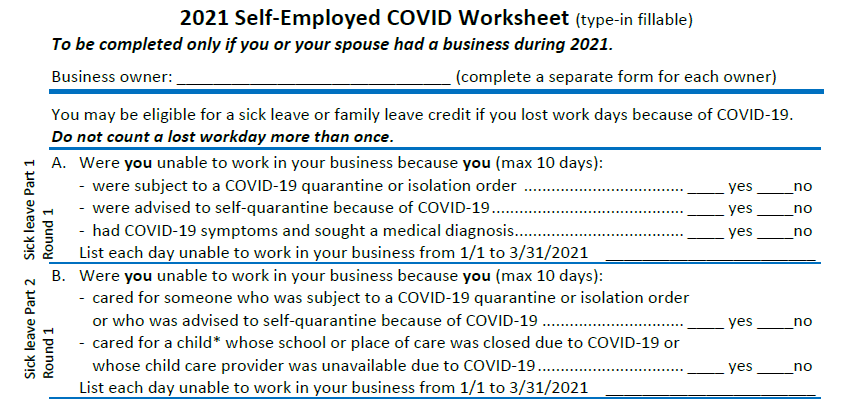 2021 Self-Employed COVID Worksheet (type-in fillable)
To be completed only if you or your spouse had a business during 2021.
Business owner: ________________________________ (complete a separate form for each owner)
You may be eligible for a sick leave or family leave credit if you lost work days because of COVID-19.
Do not count a lost workday more than once.
Sick leave Part 1
Round 1
A. Were you unable to work in your business because you (max 10 days):
- were subject to a COVID-19 quarantine or isolation order .................................. ____ yes ____no
- were advised to self-quarantine because of COVID-19.......................................... ____ yes ____no
- had COVID-19 symptoms and sought a medical diagnosis.................................... ____ yes ____no
List each day unable to work in your business from 1/1 to 3/31/2021 ________________________
Sick leave Part 2
Round 1
B. Were you unable to work in your business because you (max 10 days):
- cared for someone who was subject to a COVID-19 quarantine or isolation order
or who was advised to self-quarantine because of COVID-19 .............................. ____ yes ____no
- cared for a child* whose school or place of care was closed due to COVID-19 or
whose child care provider was unavailable due to COVID-19............................... ____ yes ____no
List each day unable to work in your business from 1/1 to 3/31/2021 ________________________